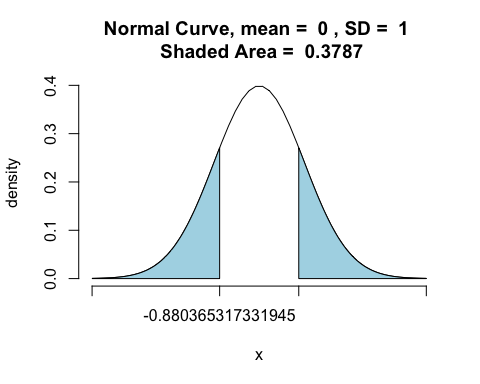 Normal Curve, mean =  0 , SD =  1
Shaded Area =  0.3787
density
0.4
0.3
0.2
0.1
0.0
-0.880365317331945
x